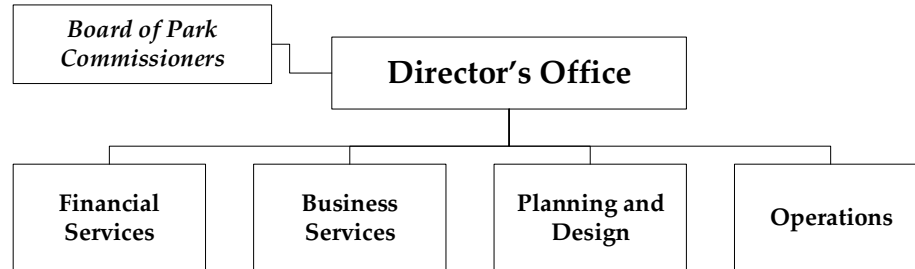 Board of Park
Commissioners
Director’s Office
Financial
Services
Business
Services
Planning and
Design
Operations